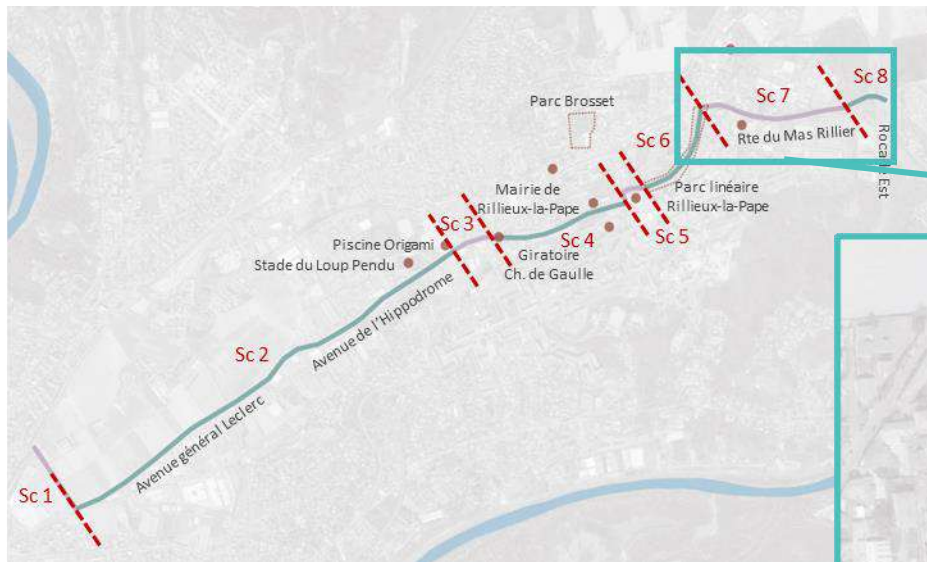 Sc 8
Sc 7
Parc Brosset
Rte du Mas Rillier
Sc 6
Rocade Est
Mairie de
Rillieux-la-Pape
Parc linéaire
Rillieux-la-Pape
Sc 3
Sc 4
Sc 5
Piscine Origami
Stade du Loup Pendu
Giratoire
Ch. de Gaulle
Avenue de l'Hippodrome
Sc 2
Avenue général Leclerc
Sc 1